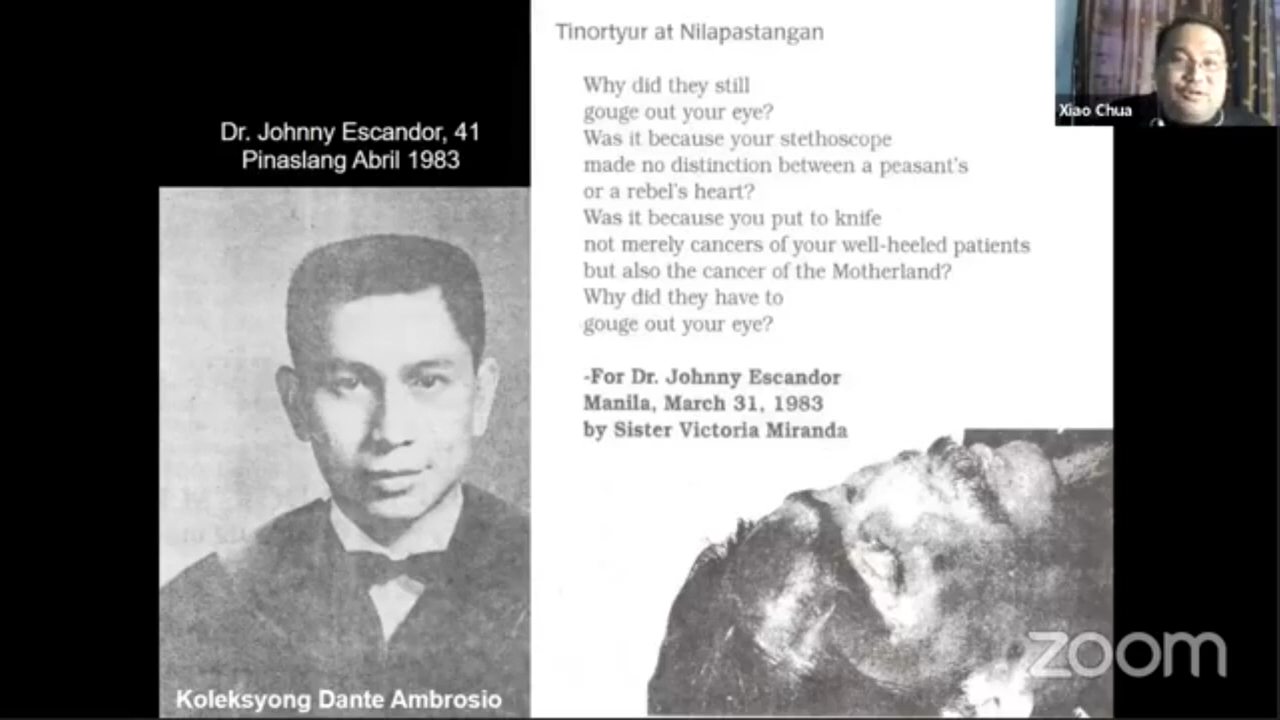 Dr. Johnny Escandor, 41
Pinaslang Abril 1983
Koleksyong Dante Ambrosio
Tinortyur at Nilapastangan
Why did they still
gouge out your eye?
Was it because your stethoscope
made no distinction between a peasant's
or a rebel's heart?
Was it because you put to knife
not merely cancers of your well-heeled patients
but also the cancer of the Motherland?
Why did they have to
gouge out your eye?
-For Dr. Johnny Escandor
Manila, March 31, 1983
by Sister Victoria Miranda
Xiao Chua
zoom